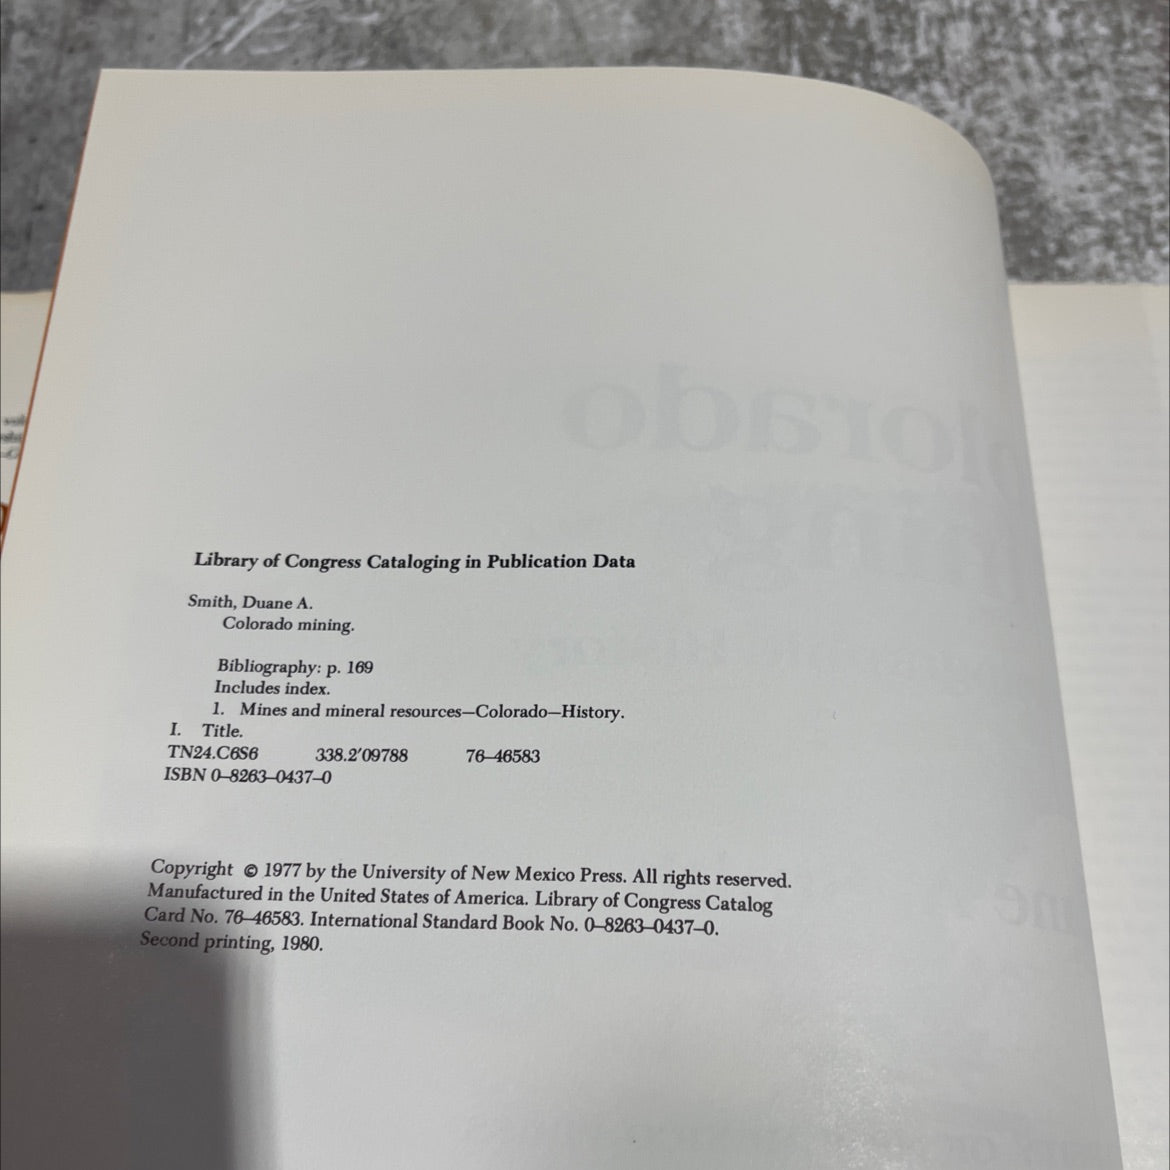 Library of Congress Cataloging in Publication Data
Smith, Duane A.
Colorado mining.
Bibliography: p. 169
Includes index.
1. Mines and mineral resources—Colorado—History.
I. Title.
TN24.C6S6 338.2′09788 76–46583
ISBN 0–8263–0437–0
Copyright © 1977 by the University of New Mexico Press. All rights reserved.
Manufactured in the United States of America. Library of Congress Catalog
Card No. 76–46583. International Standard Book No. 0–8263–0437–0.
Second printing, 1980.